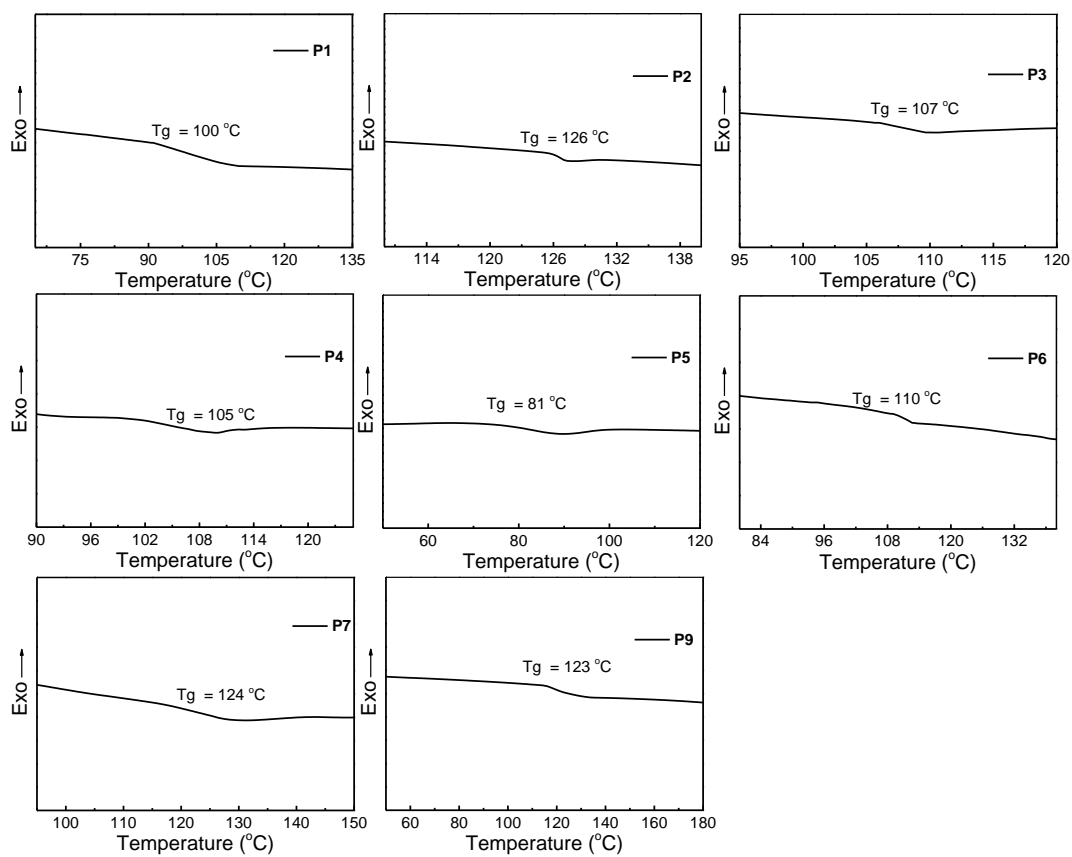 P1
Exo
Tg = 100 °C
75 90 105 120 135
Temperature (°C)
P2
Exo
Tg = 126 °C
114 120 126 132 138
Temperature (°C)
P3
Exo
Tg = 107 °C
95 100 105 110 115 120
Temperature (°C)
P4
Exo
Tg = 105 °C
90 96 102 108 114 120
Temperature (°C)
P5
Exo
Tg = 81 °C
60 80 100 120
Temperature (°C)
P6
Exo
Tg = 110 °C
84 96 108 120 132
Temperature (°C)
P7
Exo
Tg = 124 °C
100 110 120 130 140 150
Temperature (°C)
P9
Exo
Tg = 123 °C
60 80 100 120 140 160 180
Temperature (°C)